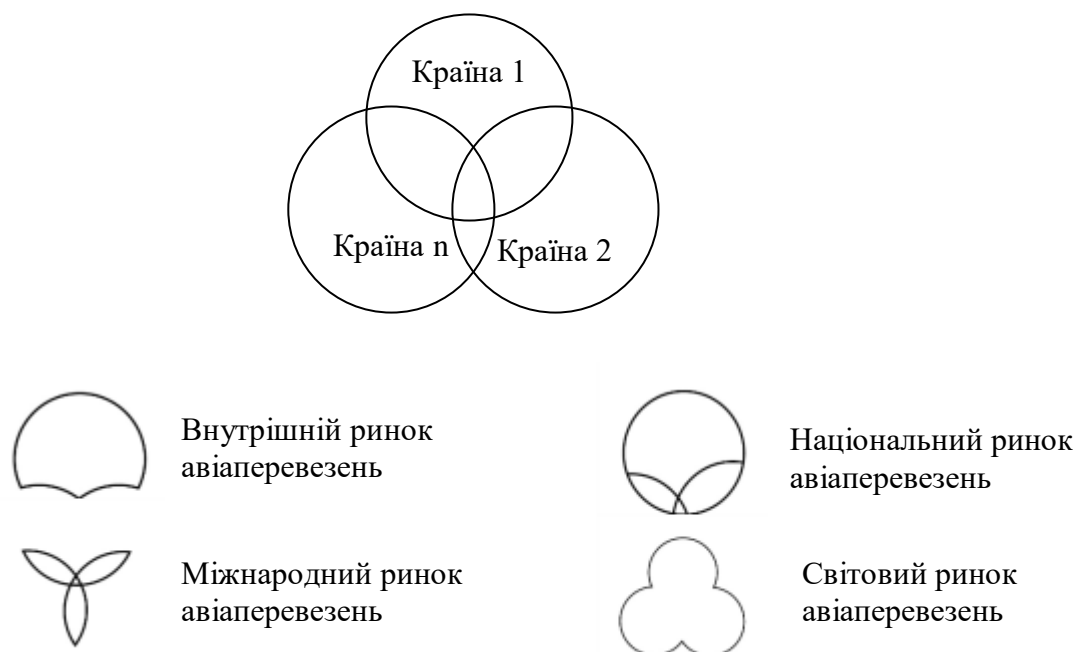 Країна 1
Країна n
Країна 2
Внутрішній ринок
авіаперевезень
Національний ринок
авіаперевезень
Міжнародний ринок
авіаперевезень
Світовий ринок
авіаперевезень